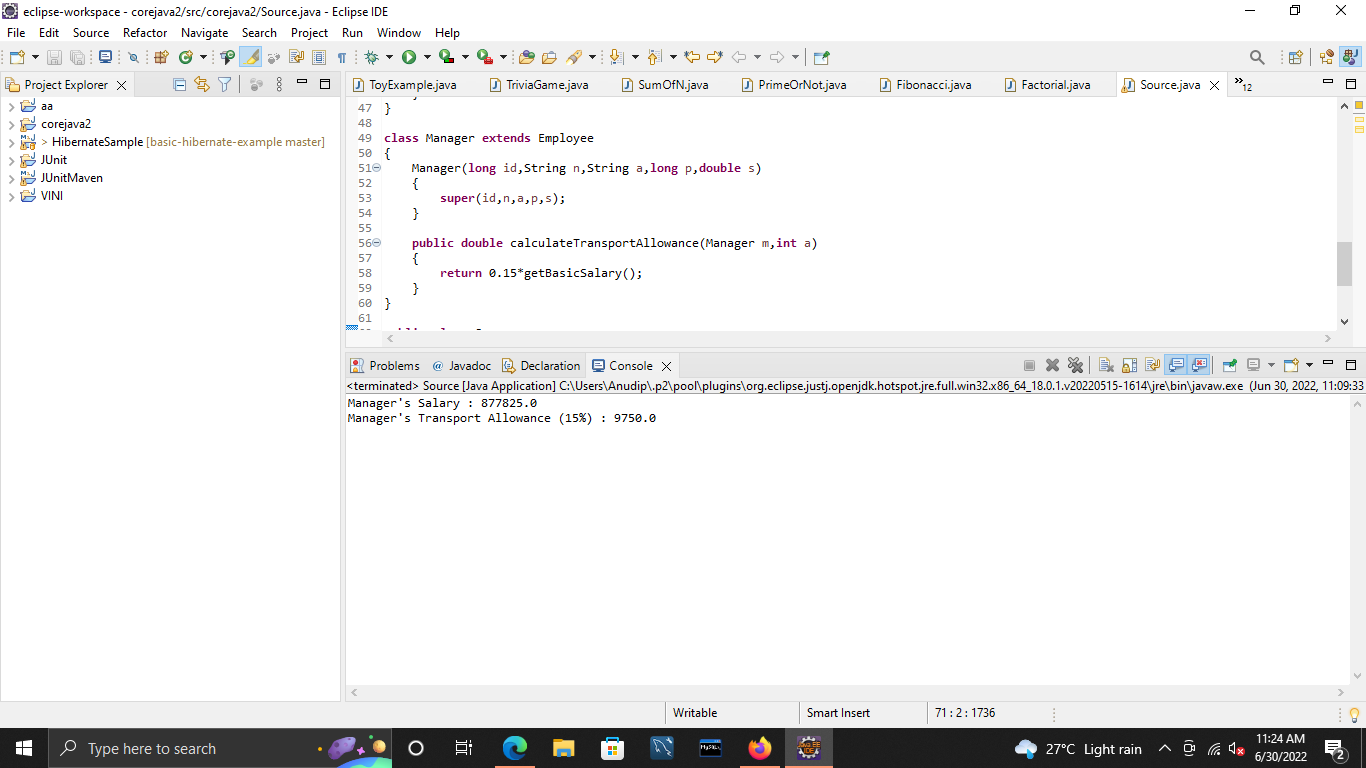 eclipse-workspace - corejava2/src/corejava2/Source.java - Eclipse IDE
File Edit Source Refactor Navigate Search Project Run Window Help
Project Explorer
ToyExample.java TriviaGame.java SumOfN.java PrimeOrNot.java Fibonacci.java Factorial.java Source.java »12
aa
corejava2
> HibernateSample [basic-hibernate-example master]
JUnit
JUnitMaven
VINI
47 }
48
49 class Manager extends Employee
50 {
51 Manager(long id,String n,String a,long p,double s)
52 {
53 super(id,n,a,p,s);
54 }
55
56 public double calculateTransportAllowance(Manager m,int a)
57 {
58 return 0.15*getBasicSalary();
59 }
60 }
61
Problems @ Javadoc Declaration Console
<terminated> Source [Java Application] C:\Users\Anudip\.p2\pool\plugins\org.eclipse.justj.openjdk.hotspot.jre.full.win32.x86_64_18.0.1.v20220515-1614\jre\bin\javaw.exe (Jun 30, 2022, 11:09:33
Manager's Salary : 877825.0
Manager's Transport Allowance (15%) : 9750.0
Writable Smart Insert 71 : 2 : 1736
Type here to search
MySQL
27°C Light rain
11:24 AM
6/30/2022
2